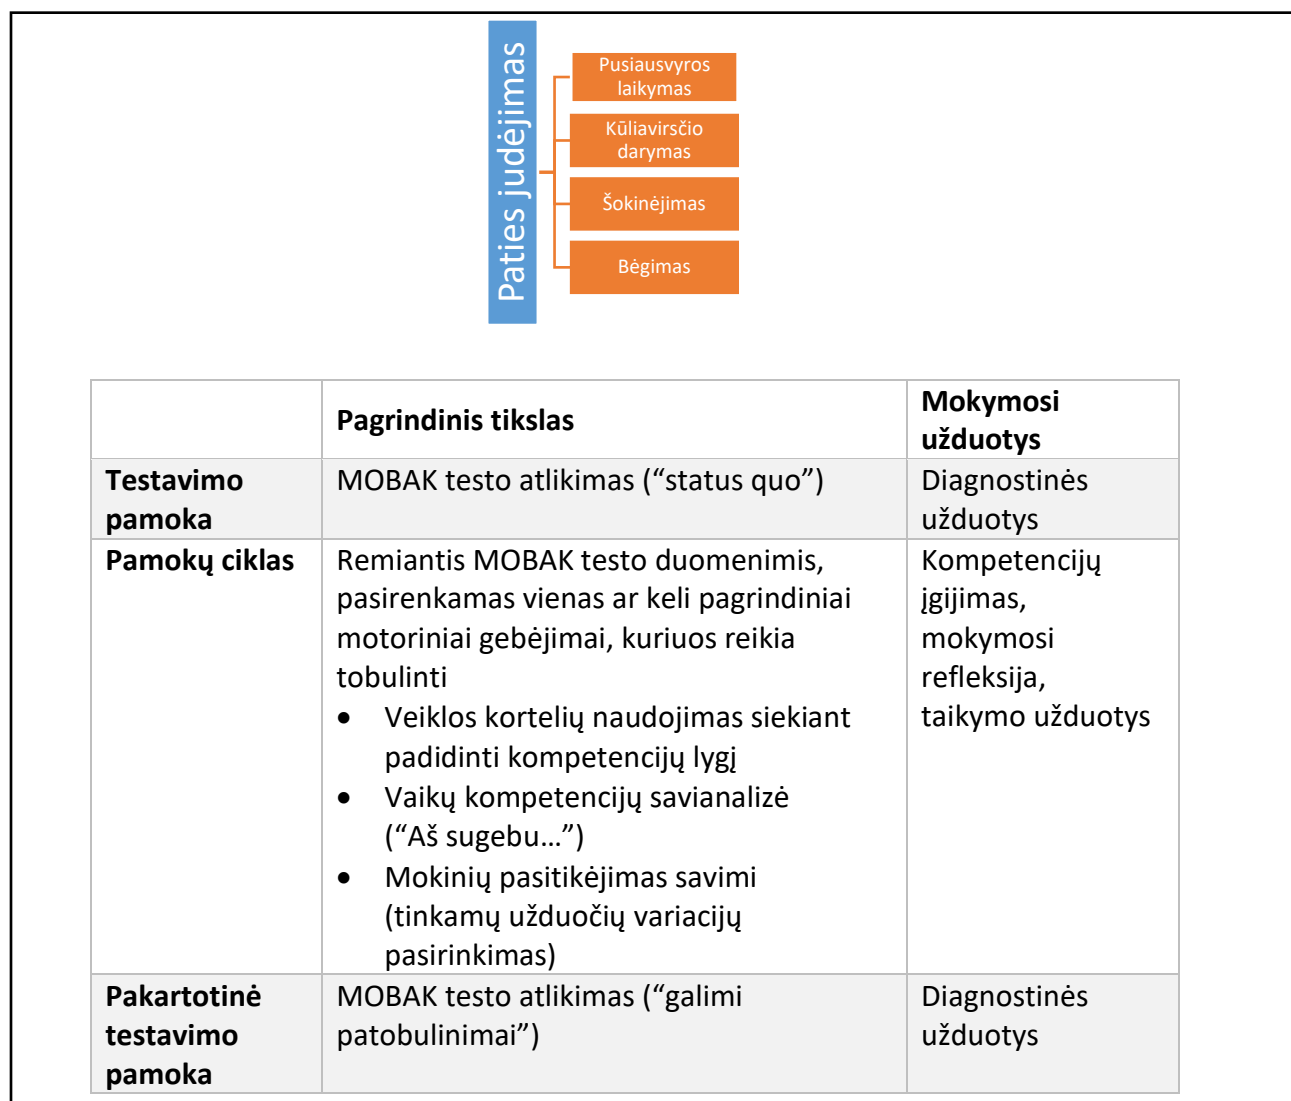 Paties judėjimas
Pusiausvyros
laikymas
Kūliavirsčio
darymas
Šokinėjimas
Bėgimas
Pagrindinis tikslas
Mokymosi
užduotys
Testavimo
pamoka
MOBAK testo atlikimas (“status quo”)
Diagnostinės
užduotys
Pamokų ciklas
Remiantis MOBAK testo duomenimis,
pasirenkamas vienas ar keli pagrindiniai
motoriniai gebėjimai, kuriuos reikia
tobulinti
• Veiklos kortelių naudojimas siekiant
padidinti kompetencijų lygį
• Vaikų kompetencijų savianalizė
(“Aš sugebu…”)
• Mokinių pasitikėjimas savimi
(tinkamų užduočių variacijų
pasirinkimas)
Kompetencijų
įgijimas,
mokymosi
refleksija,
taikymo užduotys
Pakartotinė
testavimo
pamoka
MOBAK testo atlikimas (“galimi
patobulinimai”)
Diagnostinės
užduotys